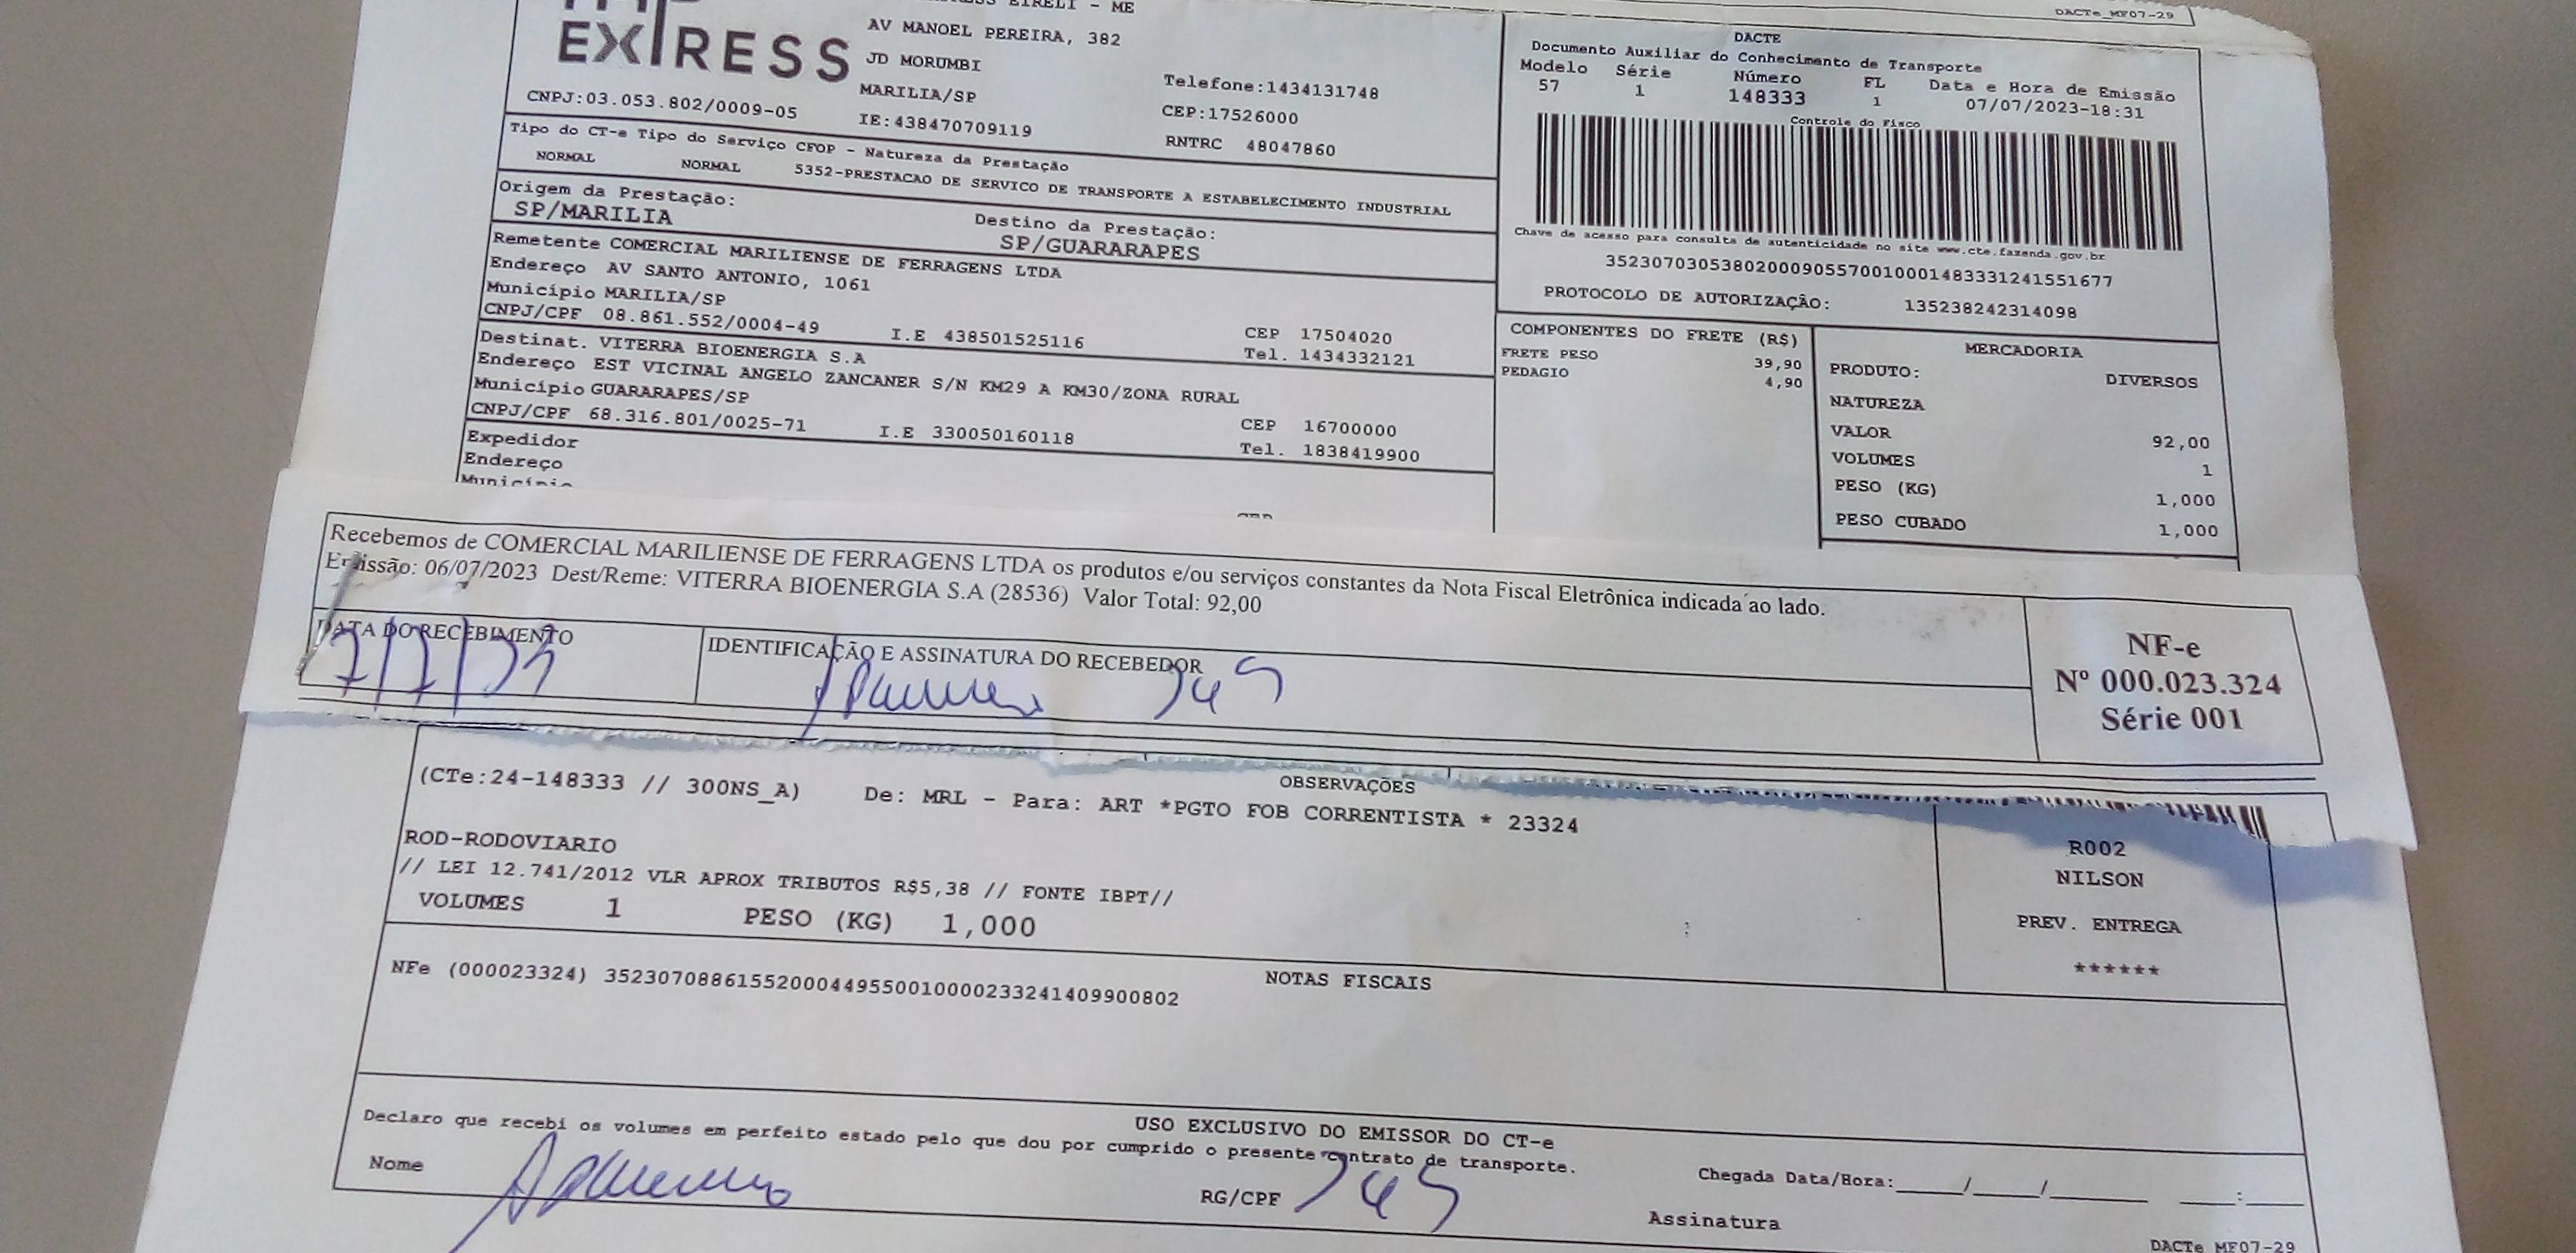 DACTe_MF07-29
EIRELI - ME
EXPRESS
AV MANOEL PEREIRA, 382
JD MORUMBI
MARILIA/SP
Telefone:1434131748
CNPJ:03.053.802/0009-05
IE:438470709119
CEP:17526000
RNTRC 48047860
DACTE
Documento Auxiliar do Conhecimento de Transporte
Modelo Série Número FL Data e Hora de Emissão
57 1 148333 1 07/07/2023-18:31
Controle do Fisco
Tipo do CT-e Tipo do Serviço CFOP - Natureza da Prestação
NORMAL NORMAL 5352-PRESTACAO DE SERVICO DE TRANSPORTE A ESTABELECIMENTO INDUSTRIAL
Origem da Prestação: Destino da Prestação:
SP/MARILIA SP/GUARARAPES
Chave de acesso para consulta de autenticidade no site www.cte.fazenda.gov.br
35230703053802000905570010001483331241551677
PROTOCOLO DE AUTORIZAÇÃO: 135238242314098
Remetente COMERCIAL MARILIENSE DE FERRAGENS LTDA
Endereço AV SANTO ANTONIO, 1061
Município MARILIA/SP CEP 17504020
CNPJ/CPF 08.861.552/0004-49 I.E 438501525116 Tel. 1434332121
Destinat. VITERRA BIOENERGIA S.A
Endereço EST VICINAL ANGELO ZANCANER S/N KM29 A KM30/ZONA RURAL
Município GUARARAPES/SP CEP 16700000
CNPJ/CPF 68.316.801/0025-71 I.E 330050160118 Tel. 1838419900
Expedidor
Endereço
Município
CEP
COMPONENTES DO FRETE (R$)
FRETE PESO 39,90
PEDAGIO 4,90
MERCADORIA
PRODUTO: DIVERSOS
NATUREZA
VALOR 92,00
VOLUMES 1
PESO (KG) 1,000
PESO CUBADO 1,000
Recebemos de COMERCIAL MARILIENSE DE FERRAGENS LTDA os produtos e/ou serviços constantes da Nota Fiscal Eletrônica indicada ao lado.
Emissão: 06/07/2023 Dest/Reme: VITERRA BIOENERGIA S.A (28536) Valor Total: 92,00
DATA DO RECEBIMENTO
IDENTIFICAÇÃO E ASSINATURA DO RECEBEDOR
NF-e
Nº 000.023.324
Série 001
OBSERVAÇÕES
(CTe:24-148333 // 300NS_A) De: MRL - Para: ART *PGTO FOB CORRENTISTA * 23324
ROD-RODOVIARIO
// LEI 12.741/2012 VLR APROX TRIBUTOS R$5,38 // FONTE IBPT//
VOLUMES 1 PESO (KG) 1,000
R002
NILSON
PREV. ENTREGA
******
NOTAS FISCAIS
NFe (000023324) 35230708861552000449550010000233241409900802
USO EXCLUSIVO DO EMISSOR DO CT-e
Declaro que recebi os volumes em perfeito estado pelo que dou por cumprido o presente contrato de transporte.
Nome RG/CPF
Chegada Data/Hora:_____/_____/_______ ____:____
Assinatura
DACTe_MF07-29